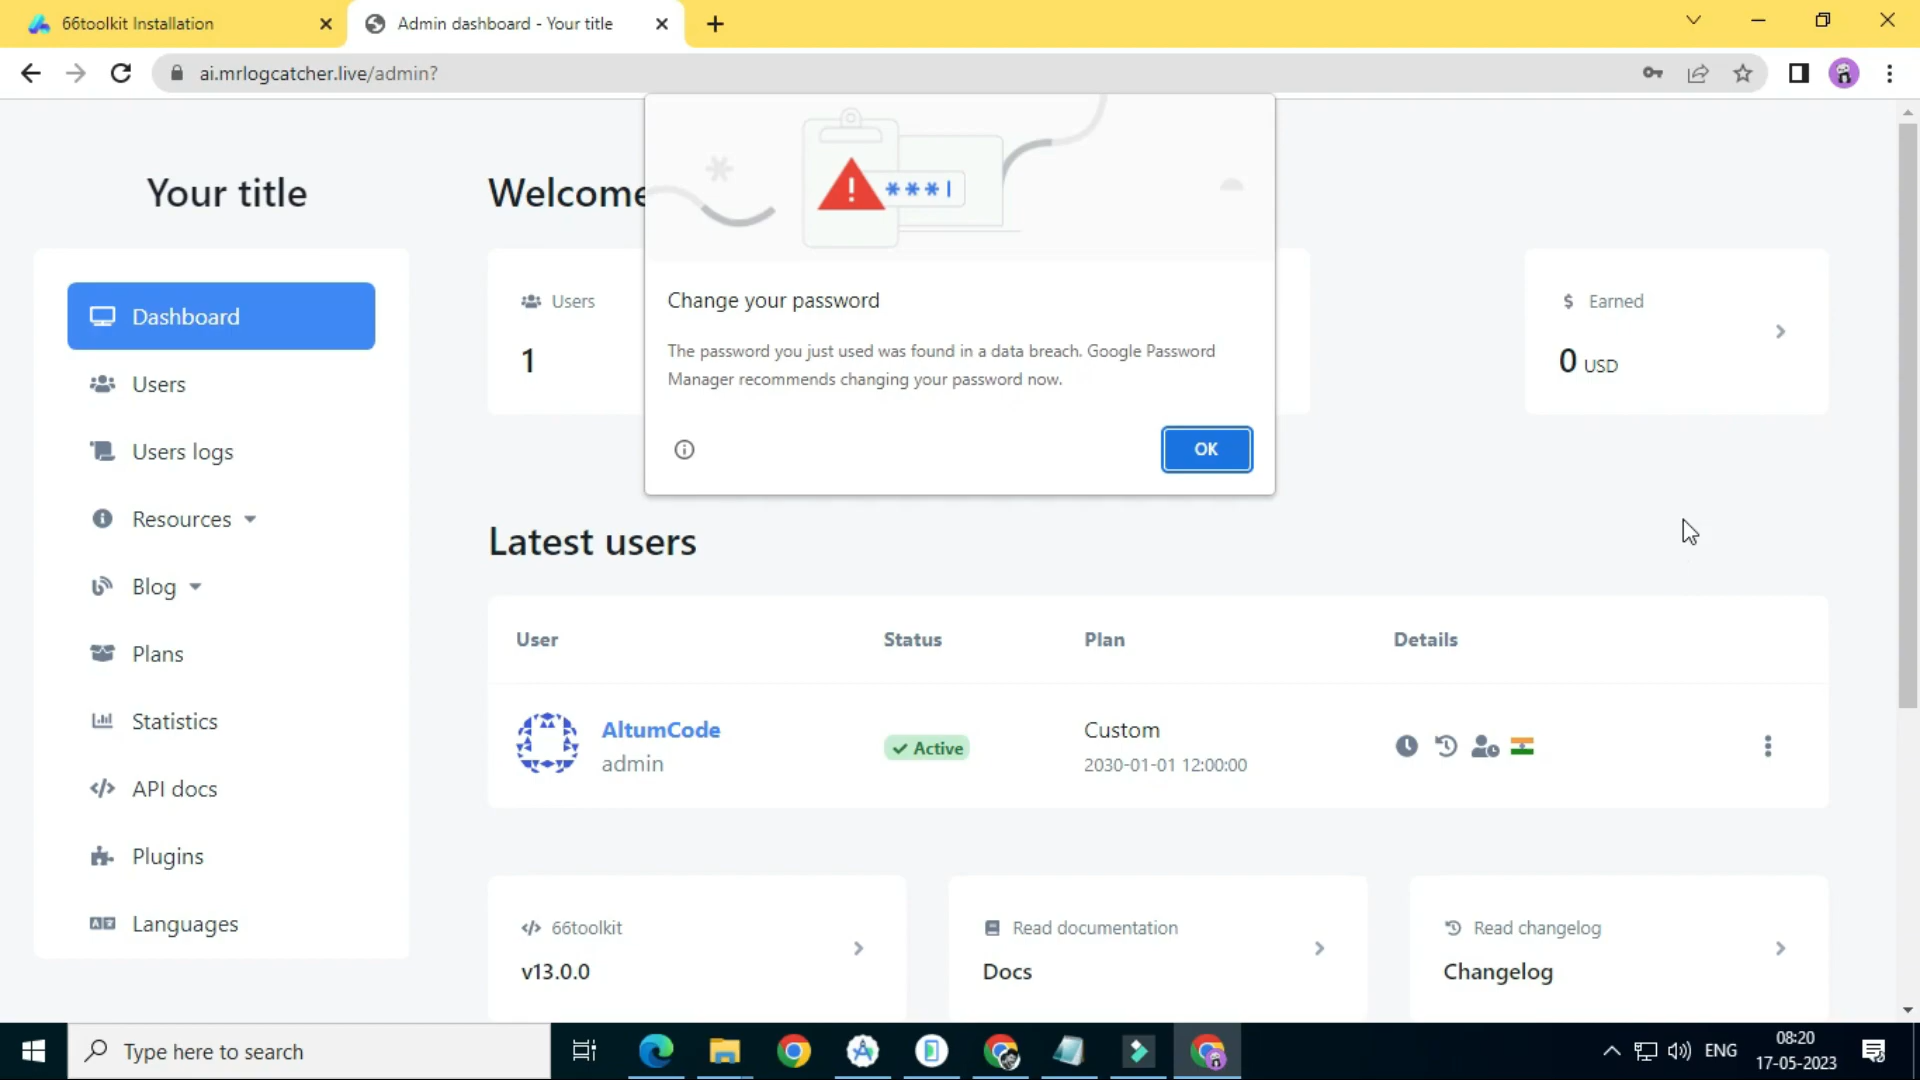 66toolkit Installation
Admin dashboard - Your title
ai.mrlogcatcher.live/admin?
Your title
Dashboard
Users
Users logs
Resources
Blog
Plans
Statistics
API docs
Plugins
Languages
Welcome
Users
1
Earned
0 USD
***|
Change your password
The password you just used was found in a data breach. Google Password
Manager recommends changing your password now.
OK
Latest users
User Status Plan Details
AltumCode
admin
Active
Custom
2030-01-01 12:00:00
66toolkit
v13.0.0
Read documentation
Docs
Read changelog
Changelog
Type here to search
ENG
08:20
17-05-2023